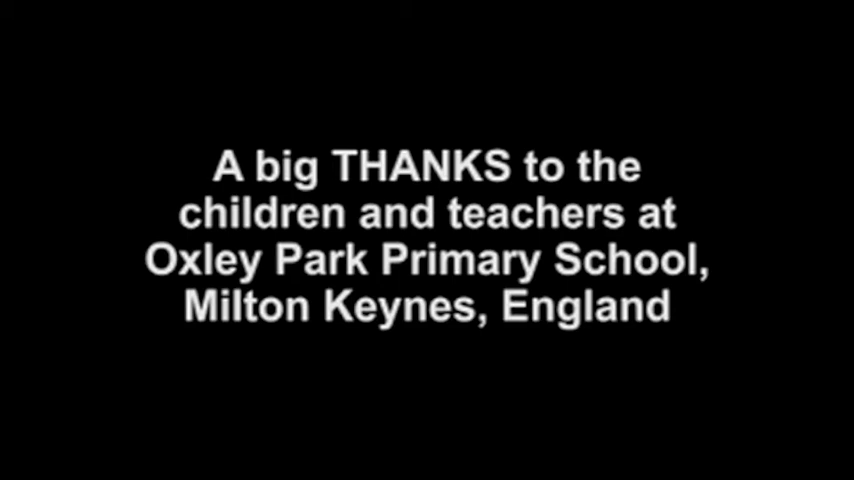 A big THANKS to the
children and teachers at
Oxley Park Primary School,
Milton Keynes, England